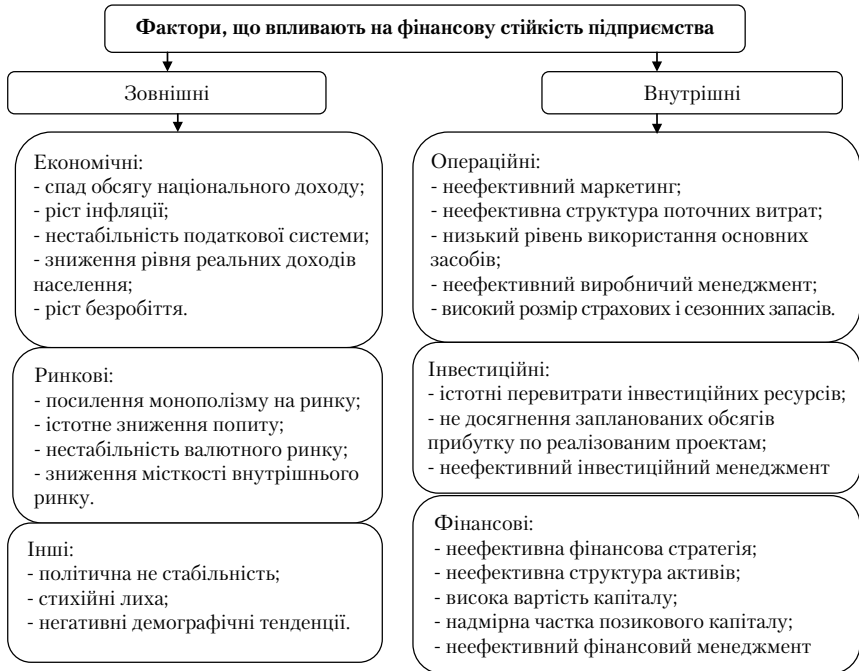 Фактори, що впливають на фінансову стійкість підприємства
Зовнішні
Економічні:
- спад обсягу національного доходу;
- ріст інфляції;
- нестабільність податкової системи;
- зниження рівня реальних доходів
населення;
- ріст безробіття.
Ринкові:
- посилення монополізму на ринку;
- істотне зниження попиту;
- нестабільність валютного ринку;
- зниження місткості внутрішнього
ринку.
Інші:
- політична не стабільність;
- стихійні лиха;
- негативні демографічні тенденції.
Внутрішні
Операційні:
- неефективний маркетинг;
- неефективна структура поточних витрат;
- низький рівень використання основних
засобів;
- неефективний виробничий менеджмент;
- високий розмір страхових і сезонних запасів.
Інвестиційні:
- істотні перевитрати інвестиційних ресурсів;
- не досягнення запланованих обсягів
прибутку по реалізованим проектам;
- неефективний інвестиційний менеджмент
Фінансові:
- неефективна фінансова стратегія;
- неефективна структура активів;
- висока вартість капіталу;
- надмірна частка позикового капіталу;
- неефективний фінансовий менеджмент